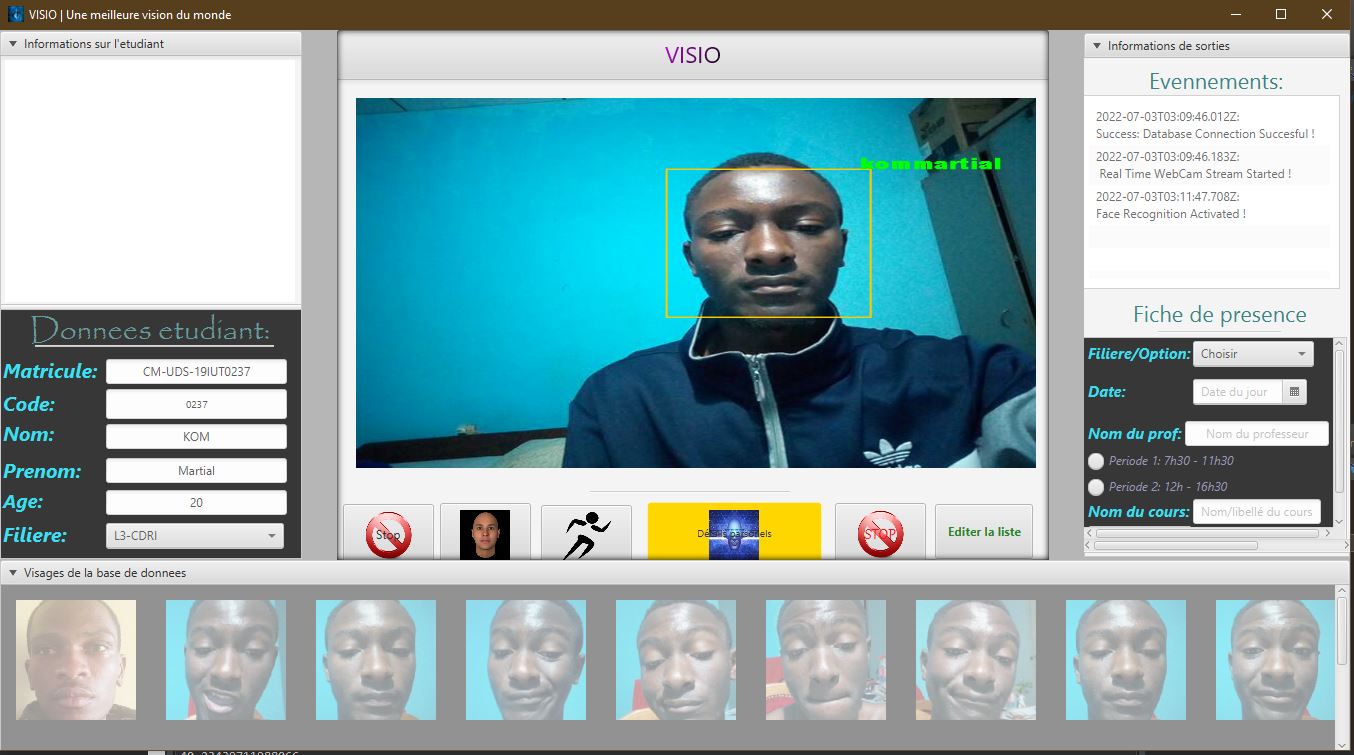 VISIO | Une meilleure vision du monde
Informations sur l'etudiant
Donnees etudiant:
Matricule: CM-UDS-19IUT0237
Code: 0237
Nom: KOM
Prenom: Martial
Age: 20
Filiere: L3-CDRI
VISIO
kommartial
adidas
Stop
Details personels
STOP
Editer la liste
Informations de sorties
Evennements:
2022-07-03T03:09:46.012Z:
Success: Database Connection Succesful !
2022-07-03T03:09:46.183Z:
Real Time WebCam Stream Started !
2022-07-03T03:11:47.708Z:
Face Recognition Activated !
Fiche de presence
Filiere/Option: Choisir
Date: Date du jour
Nom du prof: Nom du professeur
Periode 1: 7h30 - 11h30
Periode 2: 12h - 16h30
Nom du cours: Nom/libellé du cours
Visages de la base de donnees